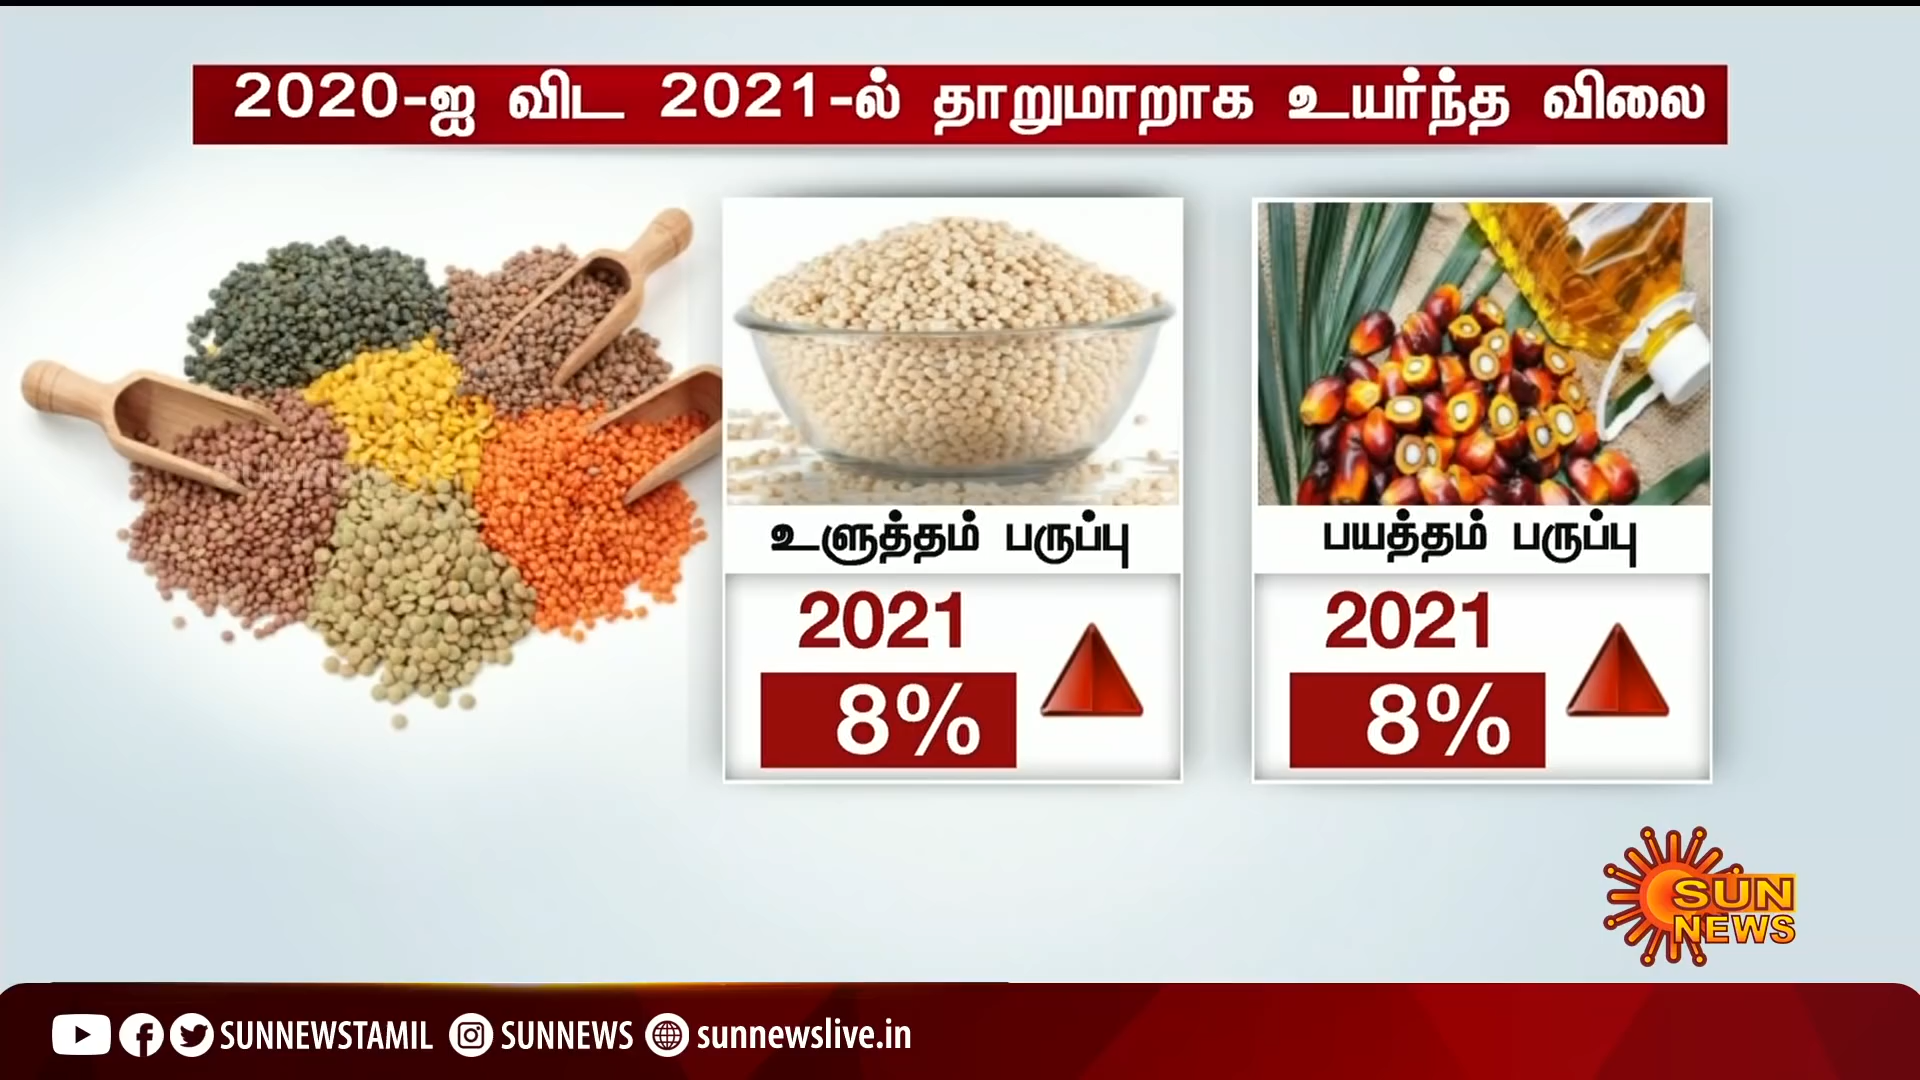 2020-ஐ விட 2021-ல் தாறுமாறாக உயர்ந்த விலை
உளுத்தம் பருப்பு
2021
8%
பயத்தம் பருப்பு
2021
8%
SUN
NEWS
SUNNEWSTAMIL SUNNEWS sunnewslive.in